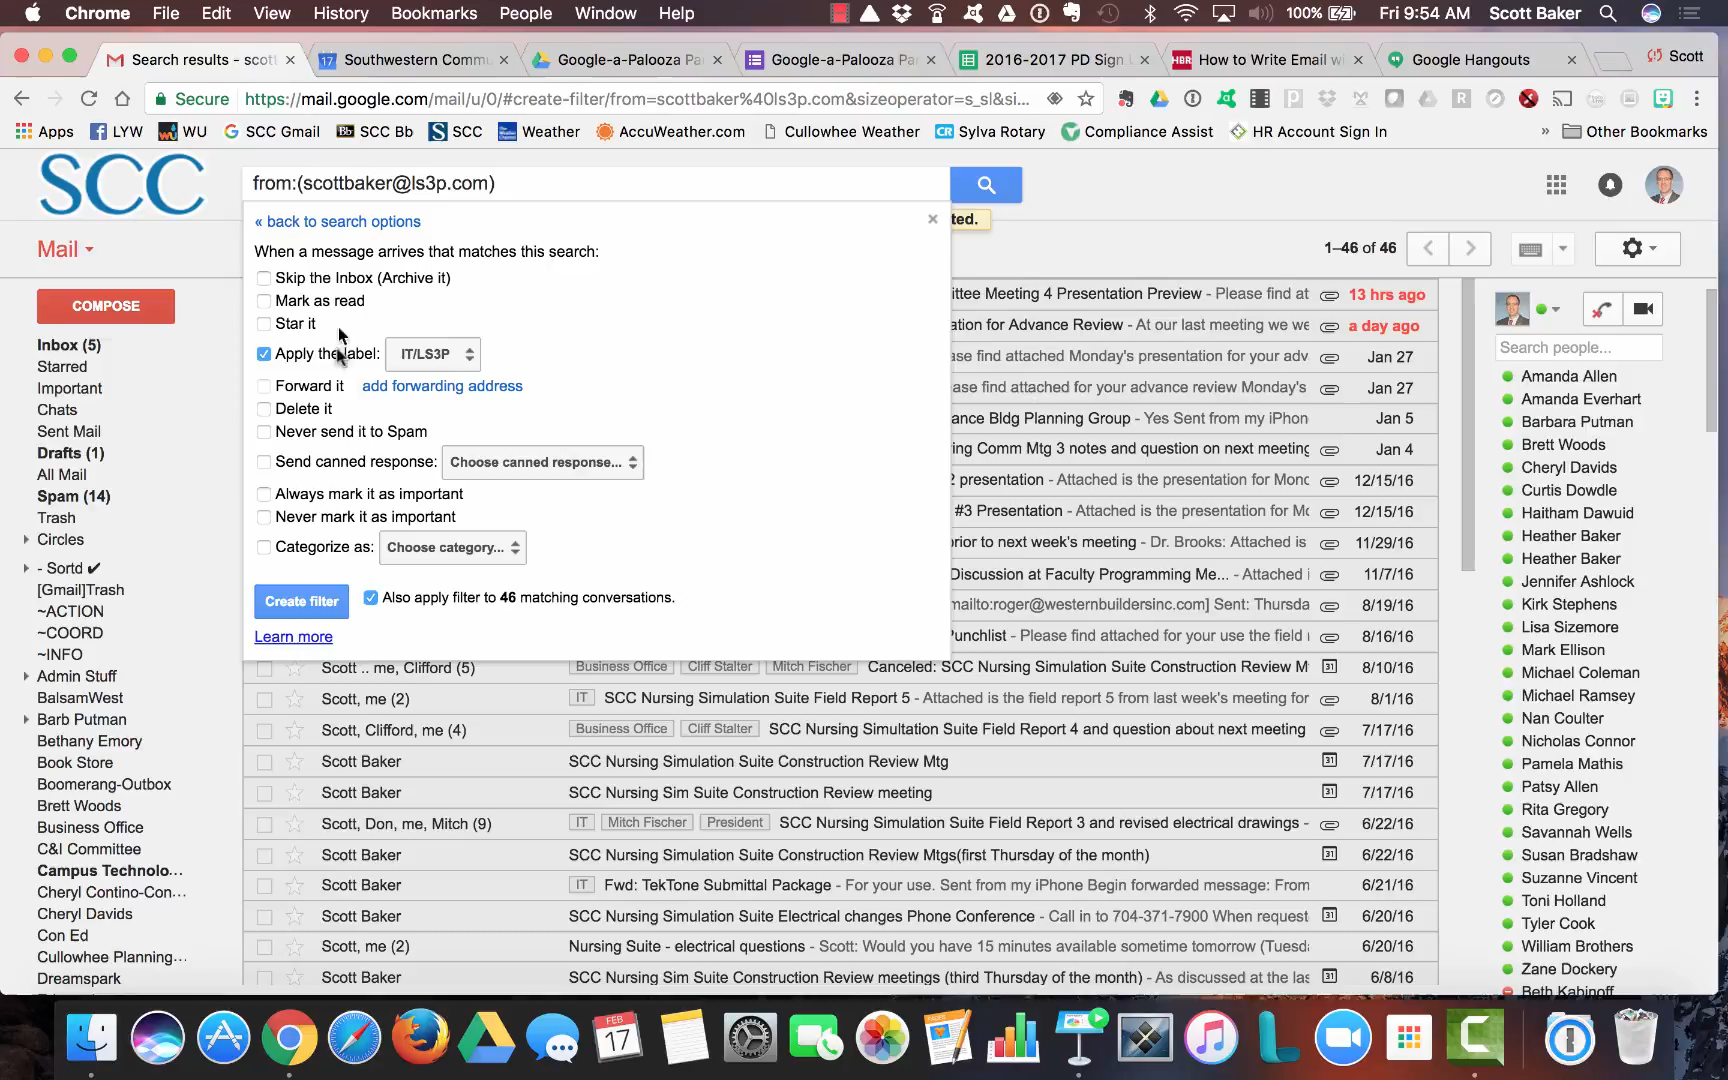 Chrome File Edit View History Bookmarks People Window Help 100% Fri 9:54 AM Scott Baker
Search results - scott Southwestern Commu Google-a-Palooza Pa Google-a-Palooza Pa 2016-2017 PD Sign HBR How to Write Email wi Google Hangouts Scott
Secure https://mail.google.com/mail/u/0/#create-filter/from=scottbaker%40ls3p.com&sizeoperator=s_sl&si...
Apps LYW WU SCC Gmail Bb SCC Bb SCC Weather AccuWeather.com Cullowhee Weather CR Sylva Rotary Compliance Assist HR Account Sign In » Other Bookmarks
SCC
from:(scottbaker@ls3p.com)
« back to search options
ted.
When a message arrives that matches this search:
Skip the Inbox (Archive it)
Mark as read
Star it
Apply the label: IT/LS3P
Forward it add forwarding address
Delete it
Never send it to Spam
Send canned response: Choose canned response...
Always mark it as important
Never mark it as important
Categorize as: Choose category...
Create filter Also apply filter to 46 matching conversations.
Learn more
Mail
COMPOSE
Inbox (5)
Starred
Important
Chats
Sent Mail
Drafts (1)
All Mail
Spam (14)
Trash
Circles
- Sortd ✔
[Gmail]Trash
~ACTION
~COORD
~INFO
Admin Stuff
BalsamWest
Barb Putman
Bethany Emory
Book Store
Boomerang-Outbox
Brett Woods
Business Office
C&I Committee
Campus Technolo...
Cheryl Contino-Con...
Cheryl Davids
Con Ed
Cullowhee Planning...
Dreamspark
1–46 of 46
ittee Meeting 4 Presentation Preview - Please find at 13 hrs ago
ation for Advance Review - At our last meeting we we a day ago
ase find attached Monday's presentation for your adv Jan 27
ease find attached for your advance review Monday's Jan 27
ance Bldg Planning Group - Yes Sent from my iPhon Jan 5
ring Comm Mtg 3 notes and question on next meeting Jan 4
2 presentation - Attached is the presentation for Monc 12/15/16
#3 Presentation - Attached is the presentation for Mc 12/15/16
prior to next week's meeting - Dr. Brooks: Attached is 11/29/16
Discussion at Faculty Programming Me... - Attached i 11/7/16
mailto:roger@westernbuildersinc.com] Sent: Thursda 8/19/16
Punchlist - Please find attached for your use the field i 8/16/16
Scott .. me, Clifford (5) Business Office Cliff Stalter Mitch Fischer Canceled: SCC Nursing Simulation Suite Construction Review M 31 8/10/16
Scott, me (2) IT SCC Nursing Simulation Suite Field Report 5 - Attached is the field report 5 from last week's meeting for 8/1/16
Scott, Clifford, me (4) Business Office Cliff Stalter SCC Nursing Simulation Suite Field Report 4 and question about next meeting 7/17/16
Scott Baker SCC Nursing Simulation Suite Construction Review Mtg 31 7/17/16
Scott Baker SCC Nursing Sim Suite Construction Review meeting 31 7/17/16
Scott, Don, me, Mitch (9) IT Mitch Fischer President SCC Nursing Simulation Suite Field Report 3 and revised electrical drawings - 6/22/16
Scott Baker SCC Nursing Simulation Suite Construction Review Mtgs(first Thursday of the month) 31 6/22/16
Scott Baker IT Fwd: TekTone Submittal Package - For your use. Sent from my iPhone Begin forwarded message: From 6/21/16
Scott Baker SCC Nursing Simulation Suite Electrical changes Phone Conference - Call in to 704-371-7900 When request 31 6/20/16
Scott, me (2) Nursing Suite - electrical questions - Scott: Would you have 15 minutes available sometime tomorrow (Tuesd 6/20/16
Scott Baker SCC Nursing Sim Suite Construction Review meetings (third Thursday of the month) - As discussed at the las 31 6/8/16
Search people...
Amanda Allen
Amanda Everhart
Barbara Putman
Brett Woods
Cheryl Davids
Curtis Dowdle
Haitham Dawuid
Heather Baker
Heather Baker
Jennifer Ashlock
Kirk Stephens
Lisa Sizemore
Mark Ellison
Michael Coleman
Michael Ramsey
Nan Coulter
Nicholas Connor
Pamela Mathis
Patsy Allen
Rita Gregory
Savannah Wells
Susan Bradshaw
Suzanne Vincent
Toni Holland
Tyler Cook
William Brothers
Zane Dockery
Beth Kabinoff
FEB
17